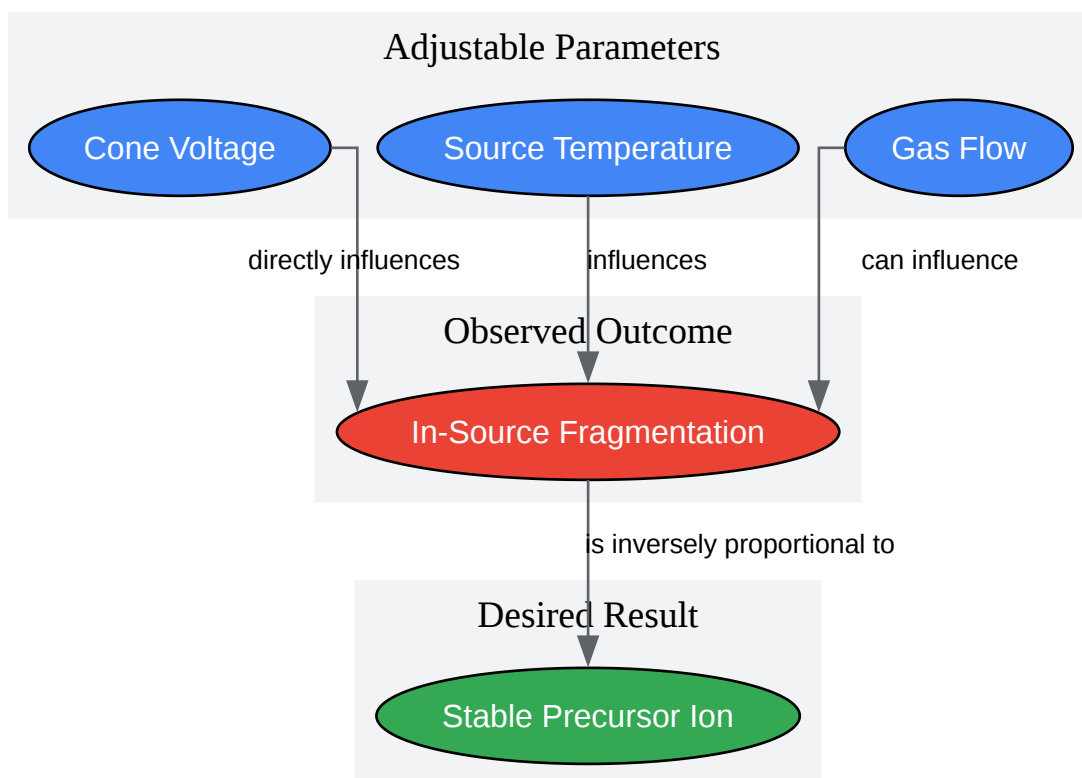 Adjustable Parameters
Cone Voltage
Source Temperature
Gas Flow
directly influences
influences
can influence
Observed Outcome
In-Source Fragmentation
is inversely proportional to
Desired Result
Stable Precursor Ion